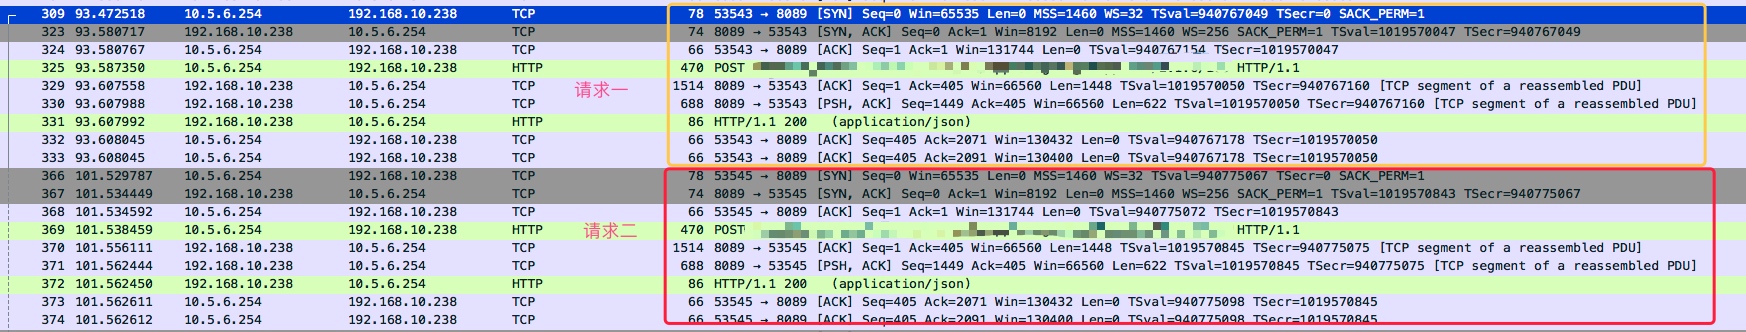 309 93.472518 10.5.6.254 192.168.10.238 TCP 78 53543 → 8089 [SYN] Seq=0 Win=65535 Len=0 MSS=1460 WS=32 TSval=940767049 TSecr=0 SACK_PERM=1
323 93.580717 192.168.10.238 10.5.6.254 TCP 74 8089 → 53543 [SYN, ACK] Seq=0 Ack=1 Win=8192 Len=0 MSS=1460 WS=256 SACK_PERM=1 TSval=1019570047 TSecr=940767049
324 93.580767 10.5.6.254 192.168.10.238 TCP 66 53543 → 8089 [ACK] Seq=1 Ack=1 Win=131744 Len=0 TSval=940767154 TSecr=1019570047
325 93.587350 10.5.6.254 192.168.10.238 HTTP 470 POST HTTP/1.1
请求一
329 93.607558 192.168.10.238 10.5.6.254 TCP 1514 8089 → 53543 [ACK] Seq=1 Ack=405 Win=66560 Len=1448 TSval=1019570050 TSecr=940767160 [TCP segment of a reassembled PDU]
330 93.607988 192.168.10.238 10.5.6.254 TCP 688 8089 → 53543 [PSH, ACK] Seq=1449 Ack=405 Win=66560 Len=622 TSval=1019570050 TSecr=940767160 [TCP segment of a reassembled PDU]
331 93.607992 192.168.10.238 10.5.6.254 HTTP 86 HTTP/1.1 200 (application/json)
332 93.608045 10.5.6.254 192.168.10.238 TCP 66 53543 → 8089 [ACK] Seq=405 Ack=2071 Win=130432 Len=0 TSval=940767178 TSecr=1019570050
333 93.608045 10.5.6.254 192.168.10.238 TCP 66 53543 → 8089 [ACK] Seq=405 Ack=2091 Win=130400 Len=0 TSval=940767178 TSecr=1019570050
366 101.529787 10.5.6.254 192.168.10.238 TCP 78 53545 → 8089 [SYN] Seq=0 Win=65535 Len=0 MSS=1460 WS=32 TSval=940775067 TSecr=0 SACK_PERM=1
367 101.534449 192.168.10.238 10.5.6.254 TCP 74 8089 → 53545 [SYN, ACK] Seq=0 Ack=1 Win=8192 Len=0 MSS=1460 WS=256 SACK_PERM=1 TSval=1019570843 TSecr=940775067
368 101.534592 10.5.6.254 192.168.10.238 TCP 66 53545 → 8089 [ACK] Seq=1 Ack=1 Win=131744 Len=0 TSval=940775072 TSecr=1019570843
369 101.538459 10.5.6.254 192.168.10.238 HTTP 470 POST HTTP/1.1
请求二
370 101.556111 192.168.10.238 10.5.6.254 TCP 1514 8089 → 53545 [ACK] Seq=1 Ack=405 Win=66560 Len=1448 TSval=1019570845 TSecr=940775075 [TCP segment of a reassembled PDU]
371 101.562444 192.168.10.238 10.5.6.254 TCP 688 8089 → 53545 [PSH, ACK] Seq=1449 Ack=405 Win=66560 Len=622 TSval=1019570845 TSecr=940775075 [TCP segment of a reassembled PDU]
372 101.562450 192.168.10.238 10.5.6.254 HTTP 86 HTTP/1.1 200 (application/json)
373 101.562611 10.5.6.254 192.168.10.238 TCP 66 53545 → 8089 [ACK] Seq=405 Ack=2071 Win=130432 Len=0 TSval=940775098 TSecr=1019570845
374 101.562612 10.5.6.254 192.168.10.238 TCP 66 53545 → 8089 [ACK] Seq=405 Ack=2091 Win=130400 Len=0 TSval=940775098 TSecr=1019570845